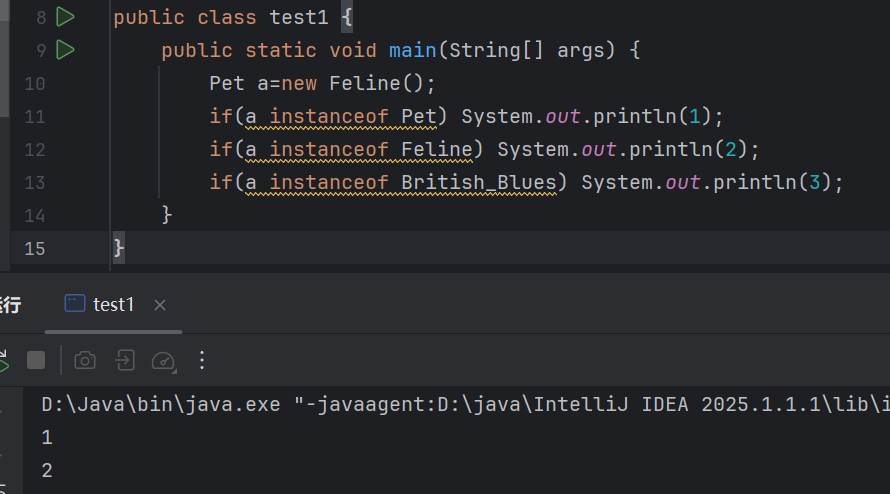 8 public class test1 {
9 public static void main(String[] args) {
10 Pet a=new Feline();
11 if(a instanceof Pet) System.out.println(1);
12 if(a instanceof Feline) System.out.println(2);
13 if(a instanceof British_Blues) System.out.println(3);
14 }
15 }
运行 test1 ×
D:\Java\bin\java.exe "-javaagent:D:\java\IntelliJ IDEA 2025.1.1.1\lib\i
1
2